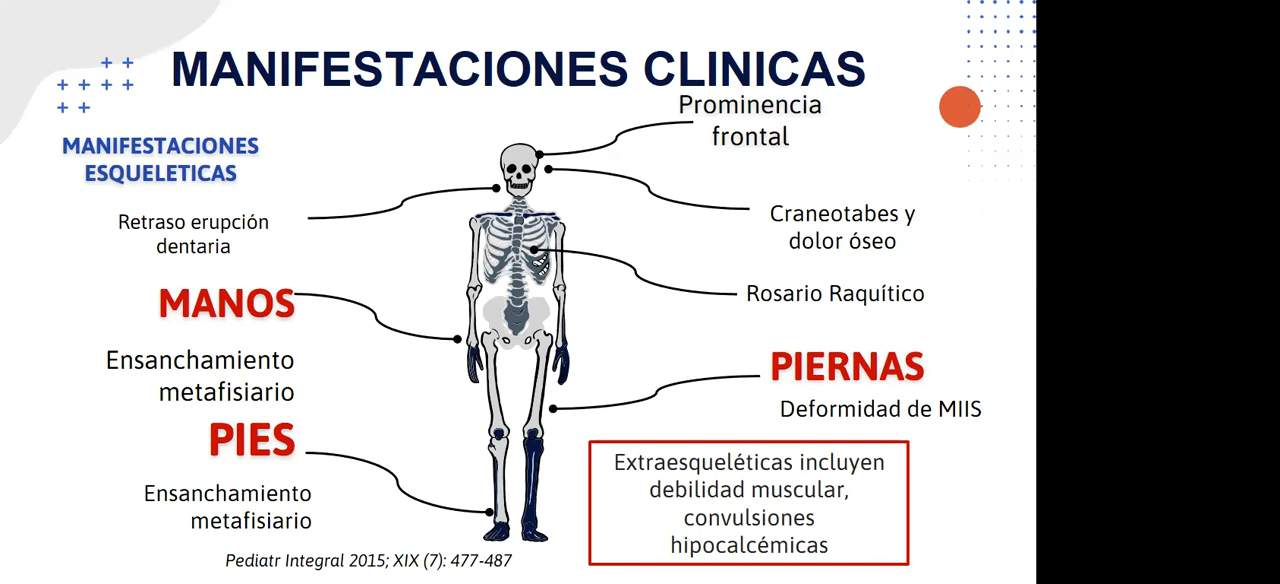 MANIFESTACIONES CLINICAS
MANIFESTACIONES
ESQUELETICAS
Prominencia
frontal
Retraso erupción
dentaria
Craneotabes y
dolor óseo
Rosario Raquítico
MANOS
Ensanchamiento
metafisiario
PIERNAS
Deformidad de MIIS
PIES
Ensanchamiento
metafisiario
Extraesqueléticas incluyen
debilidad muscular,
convulsiones
hipocalcémicas
Pediatr Integral 2015; XIX (7): 477-487